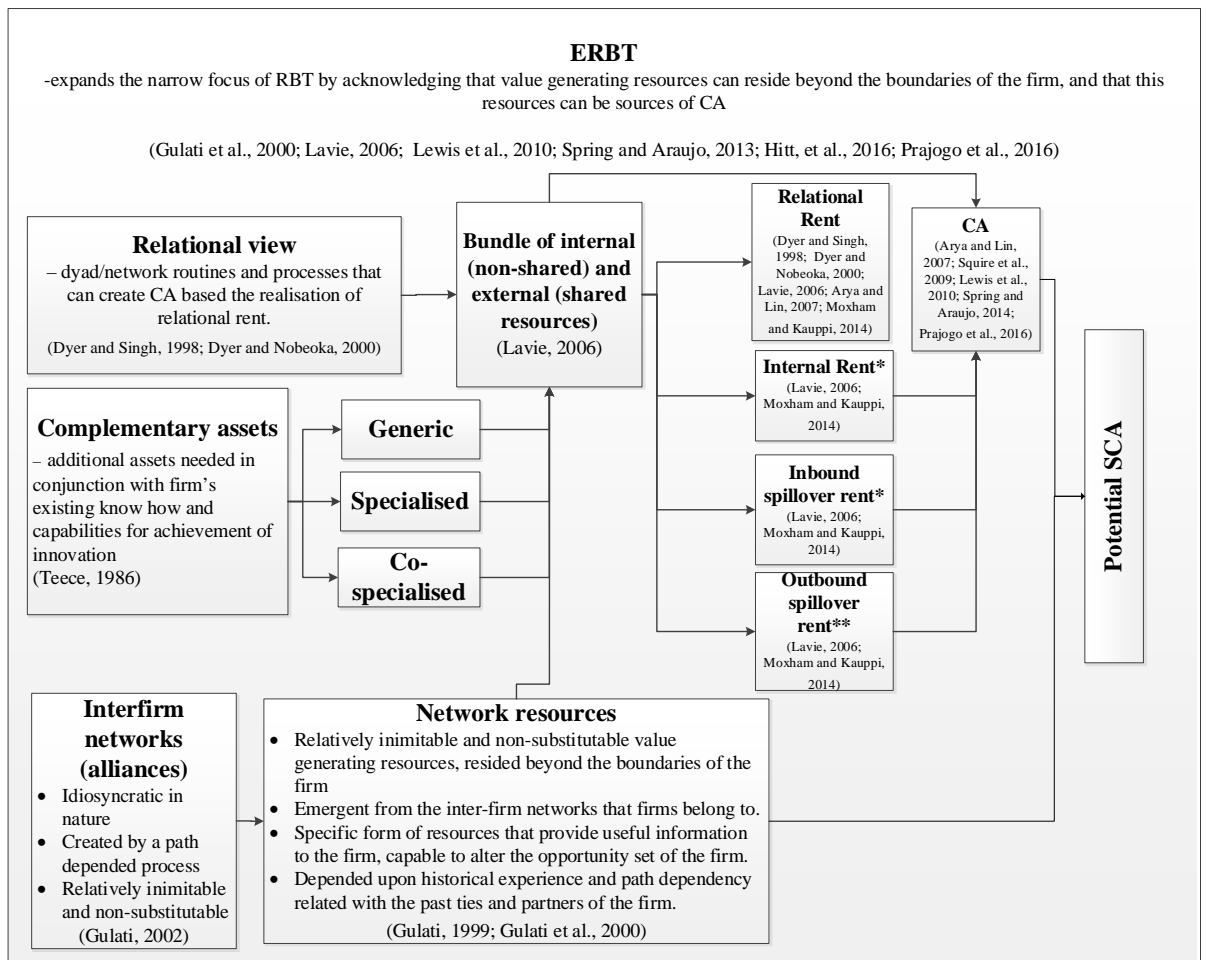 ERBT
-expands the narrow focus of RBT by acknowledging that value generating resources can reside beyond the boundaries of the firm, and that this
resources can be sources of CA
(Gulati et al., 2000; Lavie, 2006; Lewis et al., 2010; Spring and Araujo, 2013; Hitt, et al., 2016; Prajogo et al., 2016)
Relational view
– dyad/network routines and processes that
can create CA based the realisation of
relational rent.
(Dyer and Singh, 1998; Dyer and Nobeoka, 2000)
Bundle of internal
(non-shared) and
external (shared
resources)
(Lavie, 2006)
Relational
Rent
(Dyer and Singh,
1998; Dyer and
Nobeoka, 2000;
Lavie, 2006; Arya and
Lin, 2007; Moxham
and Kauppi, 2014)
CA
(Arya and Lin,
2007; Squire et al.,
2009; Lewis et al.,
2010; Spring and
Araujo, 2014;
Prajogo et al., 2016)
Internal Rent*
(Lavie, 2006;
Moxham and Kauppi,
2014)
Complementary assets
– additional assets needed in
conjunction with firm's
existing know how and
capabilities for achievement of
innovation
(Teece, 1986)
Generic
Specialised
Co-
specialised
Inbound
spillover rent*
(Lavie, 2006;
Moxham and Kauppi,
2014)
Outbound
spillover
rent**
(Lavie, 2006;
Moxham and Kauppi,
2014)
Potential SCA
Interfirm
networks
(alliances)
• Idiosyncratic in
nature
• Created by a path
depended process
• Relatively inimitable
and non-substitutable
(Gulati, 2002)
Network resources
• Relatively inimitable and non-substitutable value
generating resources, resided beyond the boundaries of the
firm
• Emergent from the inter-firm networks that firms belong to.
• Specific form of resources that provide useful information
to the firm, capable to alter the opportunity set of the firm.
• Depended upon historical experience and path dependency
related with the past ties and partners of the firm.
(Gulati, 1999; Gulati et al., 2000)